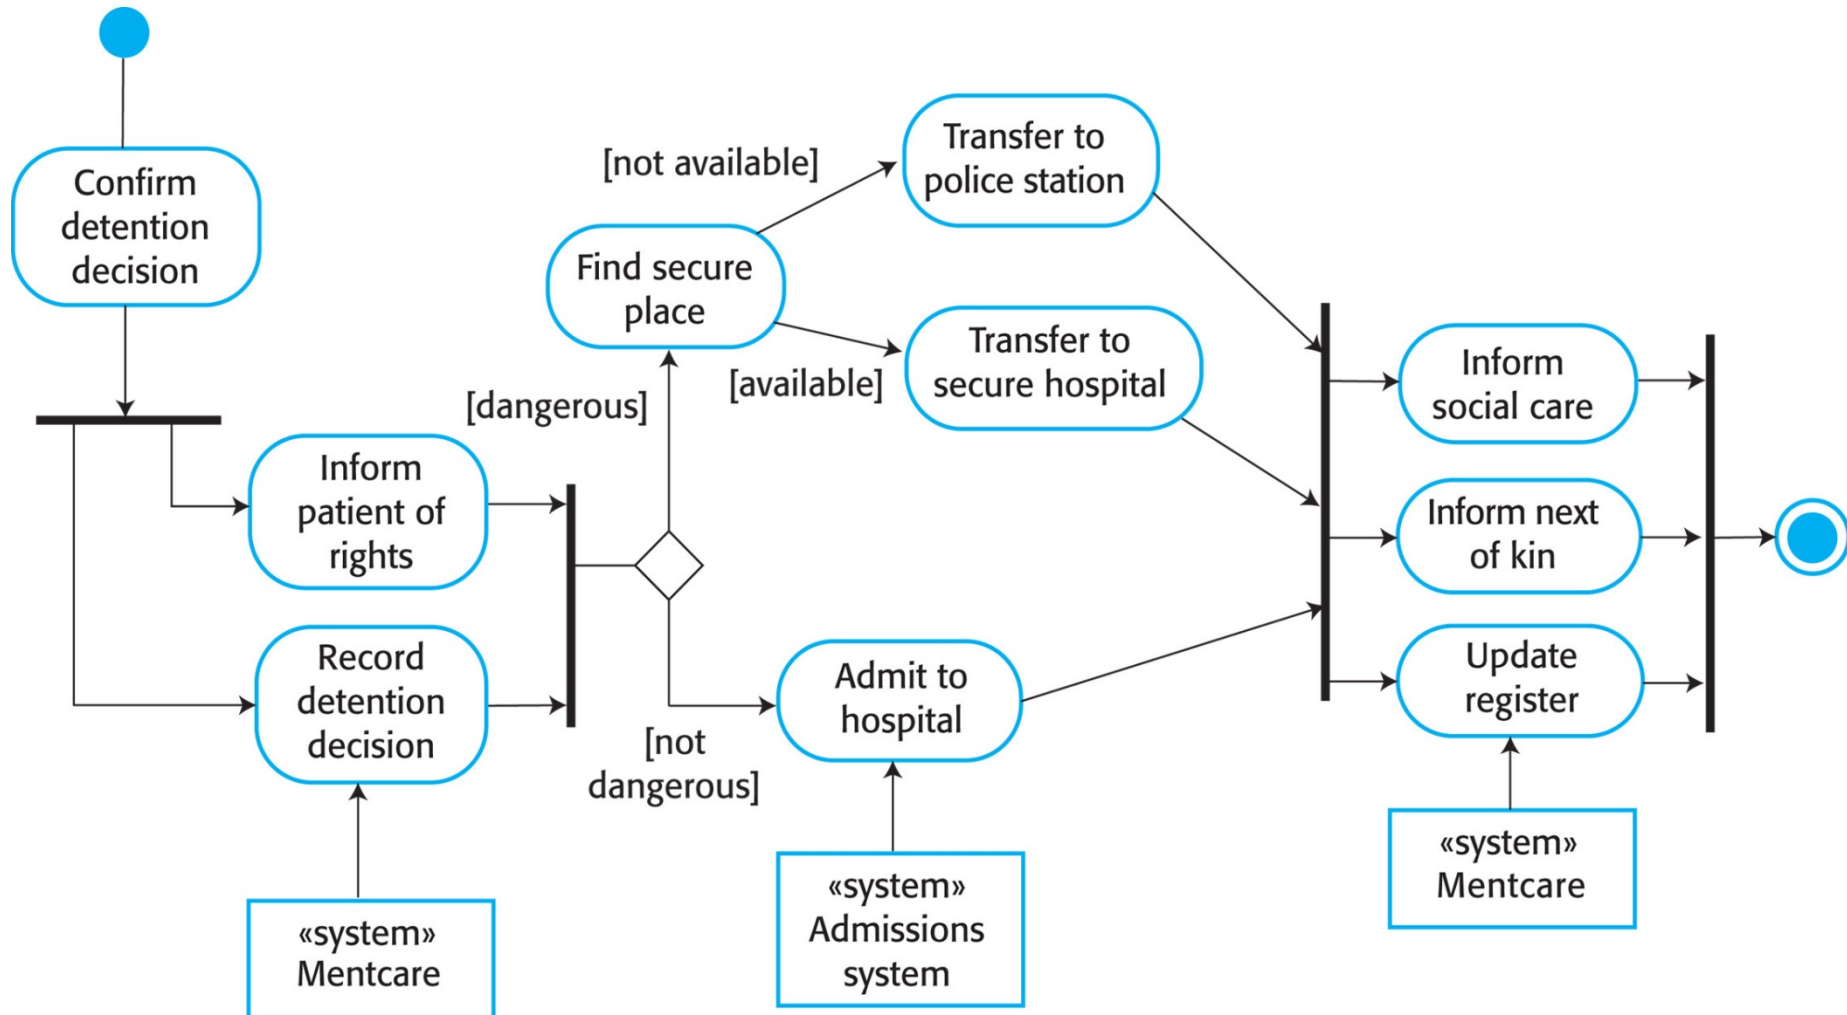 Confirm
detention
decision
Inform
patient of
rights
Record
detention
decision
«system»
Mentcare
[dangerous]
[not
dangerous]
Find secure
place
[not available]
[available]
Transfer to
police station
Transfer to
secure hospital
Admit to
hospital
«system»
Admissions
system
Inform
social care
Inform next
of kin
Update
register
«system»
Mentcare